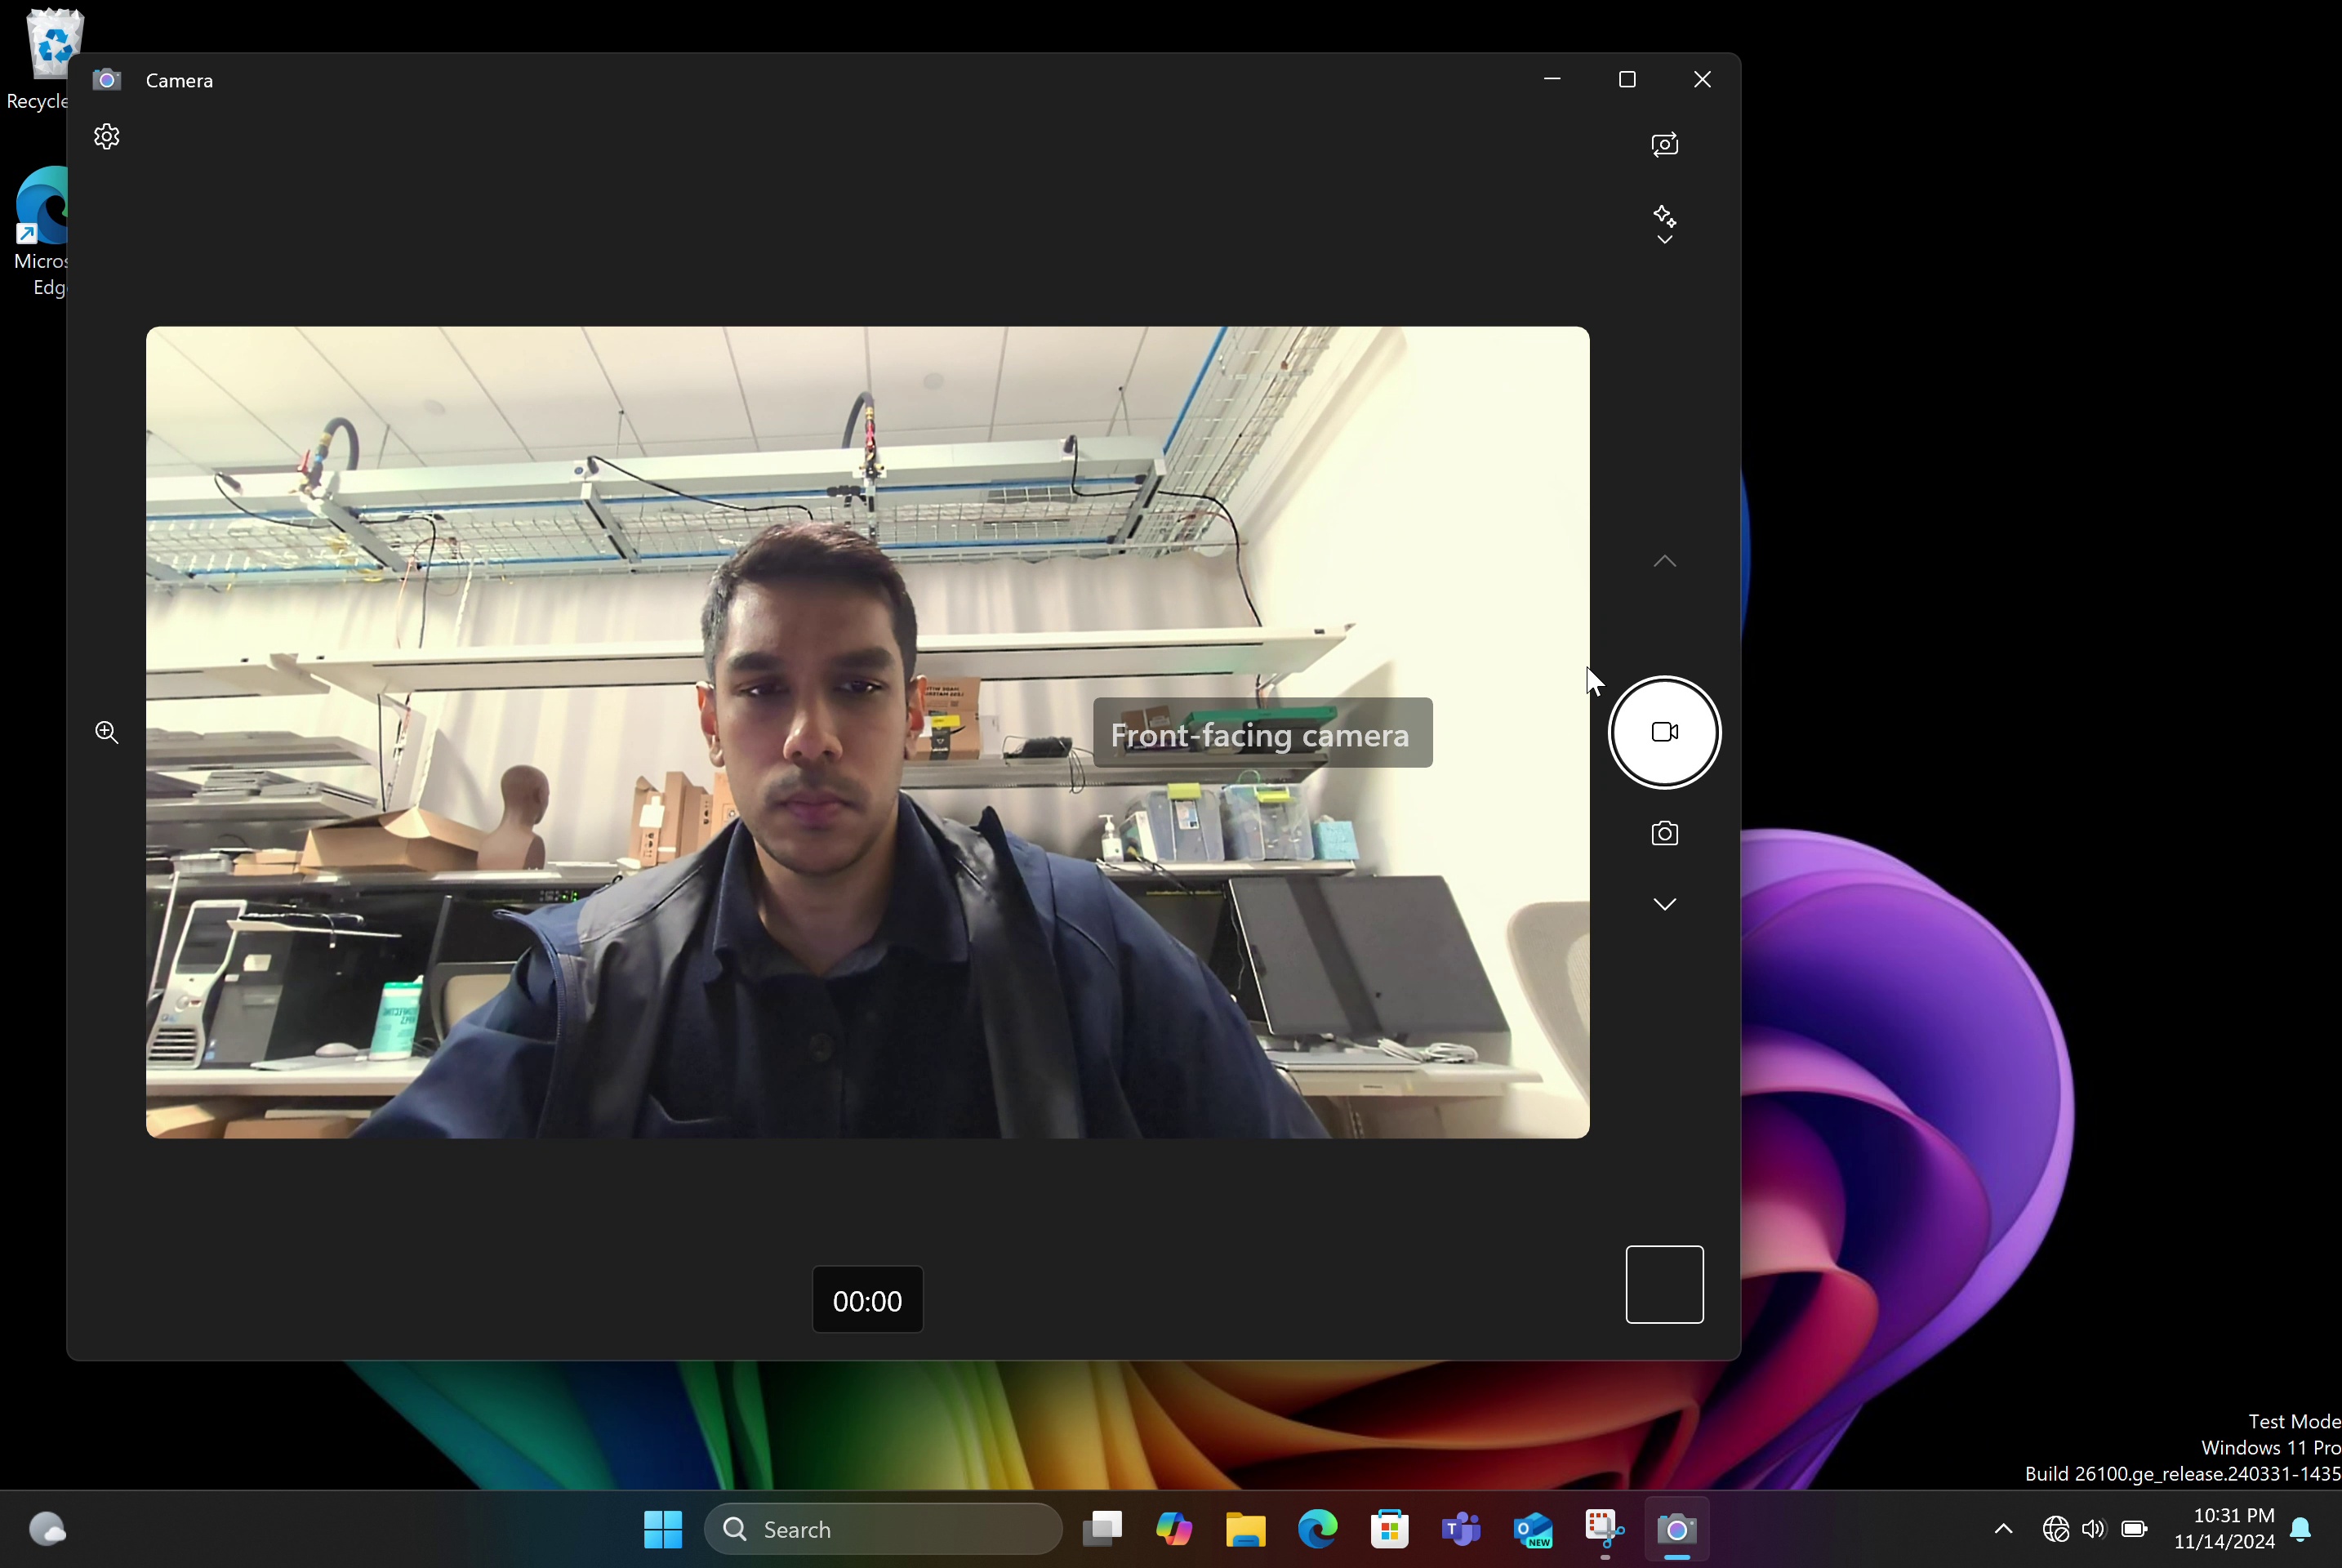 Recycle
Camera
Micros
Edg
Front-facing camera
00:00
Test Mode
Windows 11 Pro
Build 26100.ge_release.240331-1435
Search
NEW
10:31 PM
11/14/2024